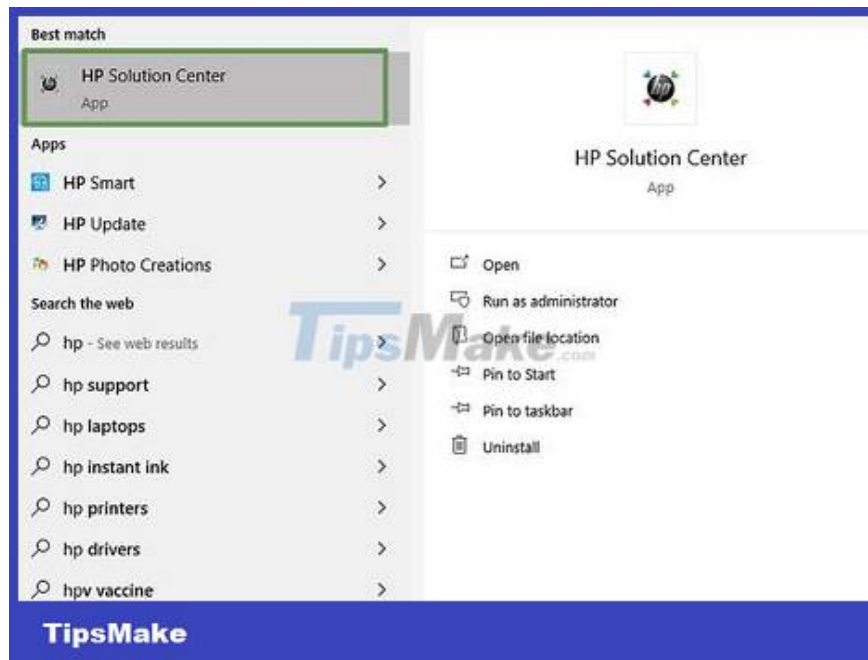 Best match
HP Solution Center
App
Apps
HP Smart
HP Update
HP Photo Creations
Search the web
hp - See web results
hp support
hp laptops
hp instant ink
hp printers
hp drivers
hpv vaccine
hp
HP Solution Center
App
Open
Run as administrator
Open file location
Pin to Start
Pin to taskbar
Uninstall
TipsMake.com
TipsMake